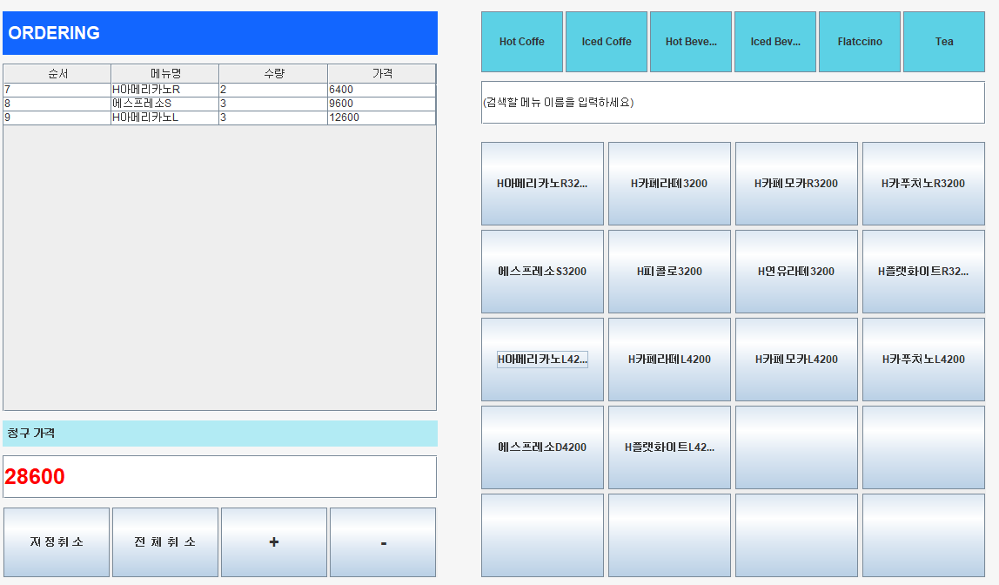 ORDERING
순서 메뉴명 수량 가격
7 H아메리카노R 2 6400
8 에스프레소S 3 9600
9 H아메리카노L 3 12600
청구 가격
28600
지정취소 전 체 취 소 + -
Hot Coffe Iced Coffe Hot Beve... Iced Bev... Flatccino Tea
(검색할 메뉴 이름을 입력하세요)
H아메리카노R32... H카페라떼3200 H카페모카R3200 H카푸처노R3200
에스프레소S3200 H피콜로3200 H연유라떼3200 H플랫화이트R32...
H아메리카노L42... H카페라떼L4200 H카페모카L4200 H카푸처노L4200
에스프레소D4200 H플랫화이트L42...